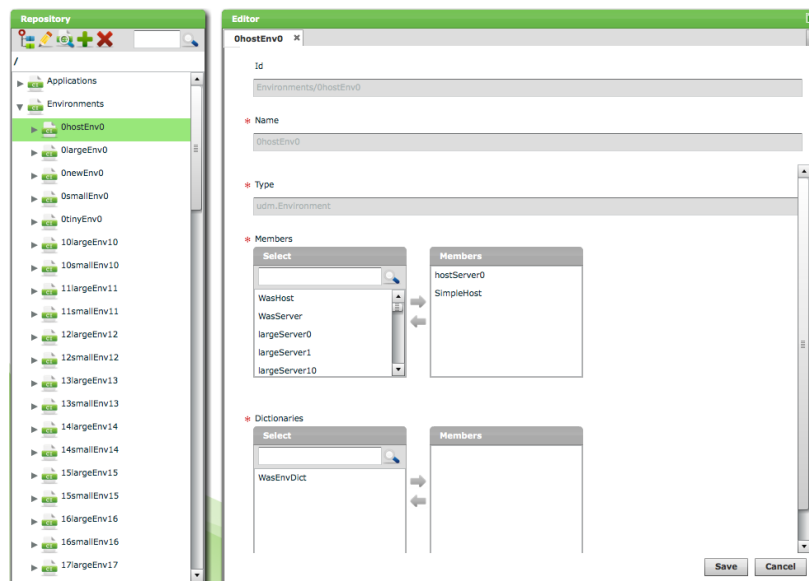 Repository
/
Applications
Environments
0hostEnv0
0largeEnv0
0newEnv0
0smallEnv0
0tinyEnv0
10largeEnv10
10smallEnv10
11largeEnv11
11smallEnv11
12largeEnv12
12smallEnv12
13largeEnv13
13smallEnv13
14largeEnv14
14smallEnv14
15largeEnv15
15smallEnv15
16largeEnv16
16smallEnv16
17largeEnv17
Editor
0hostEnv0
Id
Environments/0hostEnv0
* Name
0hostEnv0
* Type
udm.Environment
* Members
Select
WasHost
WasServer
largeServer0
largeServer1
largeServer10
Members
hostServer0
SimpleHost
* Dictionaries
Select
WasEnvDict
Members
Save Cancel